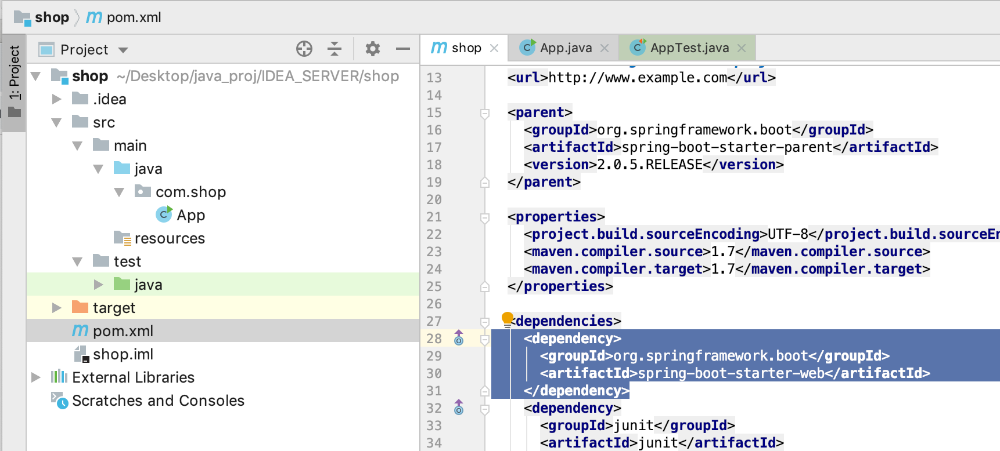 shop pom.xml
1: Project
Project
shop ~/Desktop/java_proj/IDEA_SERVER/shop
.idea
src
main
java
com.shop
App
resources
test
java
target
pom.xml
shop.iml
External Libraries
Scratches and Consoles
shop App.java AppTest.java
13 <url>http://www.example.com</url>
14
15 <parent>
16 <groupId>org.springframework.boot</groupId>
17 <artifactId>spring-boot-starter-parent</artifactId>
18 <version>2.0.5.RELEASE</version>
19 </parent>
20
21 <properties>
22 <project.build.sourceEncoding>UTF-8</project.build.sourceEn
23 <maven.compiler.source>1.7</maven.compiler.source>
24 <maven.compiler.target>1.7</maven.compiler.target>
25 </properties>
26
27 <dependencies>
28 <dependency>
29 <groupId>org.springframework.boot</groupId>
30 <artifactId>spring-boot-starter-web</artifactId>
31 </dependency>
32 <dependency>
33 <groupId>junit</groupId>
34 <artifactId>junit</artifactId>